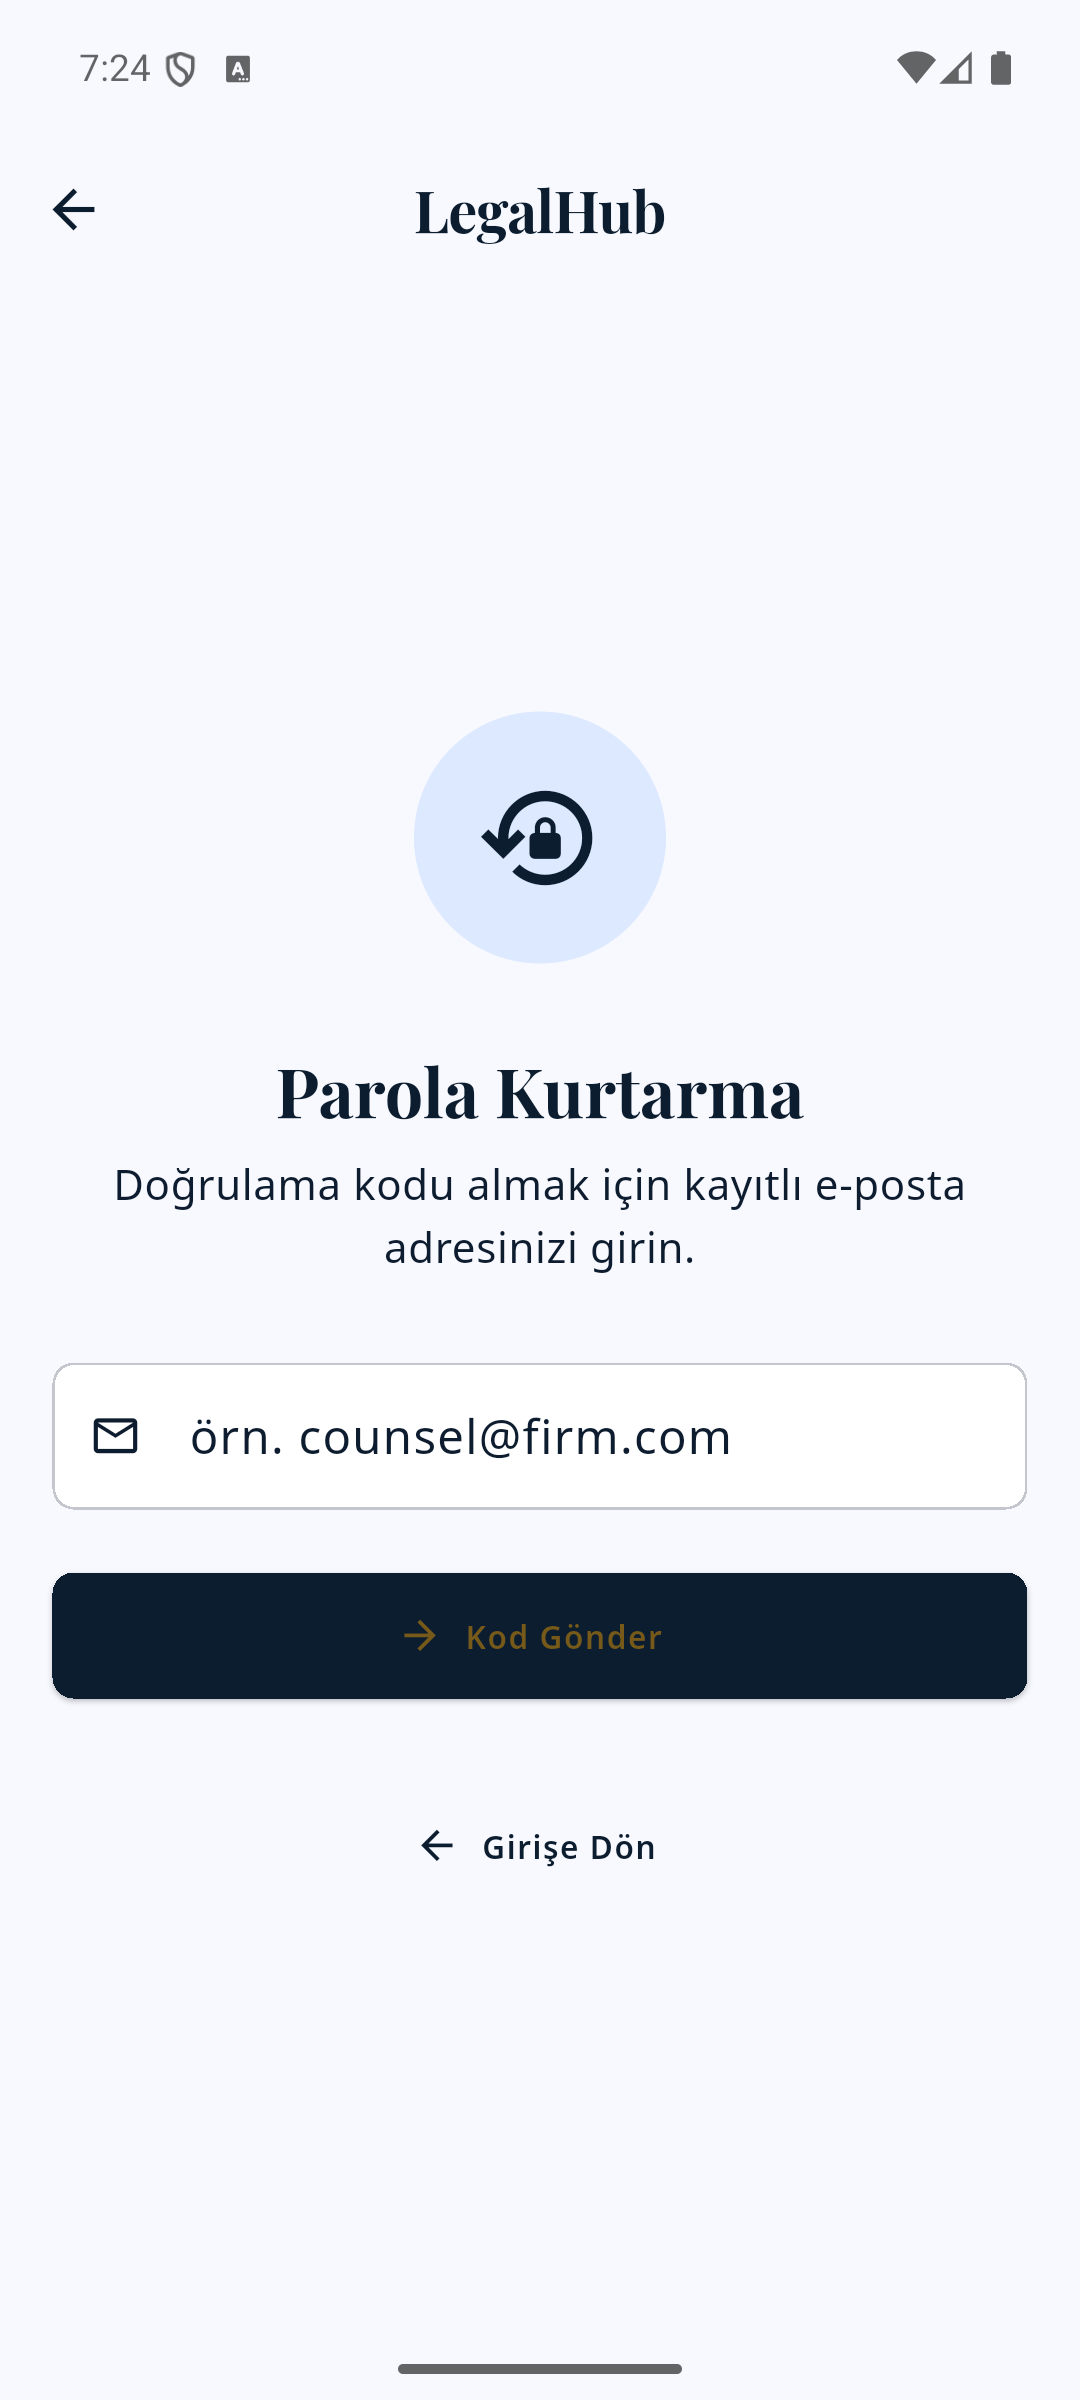 7:24
LegalHub
Parola Kurtarma
Doğrulama kodu almak için kayıtlı e-posta
adresinizi girin.
örn. counsel@firm.com
Kod Gönder
Girişe Dön